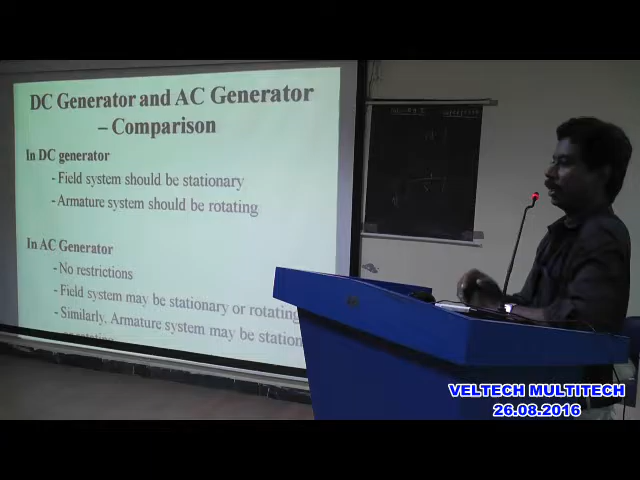 DC Generator and AC Generator
– Comparison
In DC generator
- Field system should be stationary
- Armature system should be rotating
In AC Generator
- No restrictions
- Field system may be stationary or rotating
- Similarly, Armature system may be station
VELTECH MULTITECH
26.08.2016